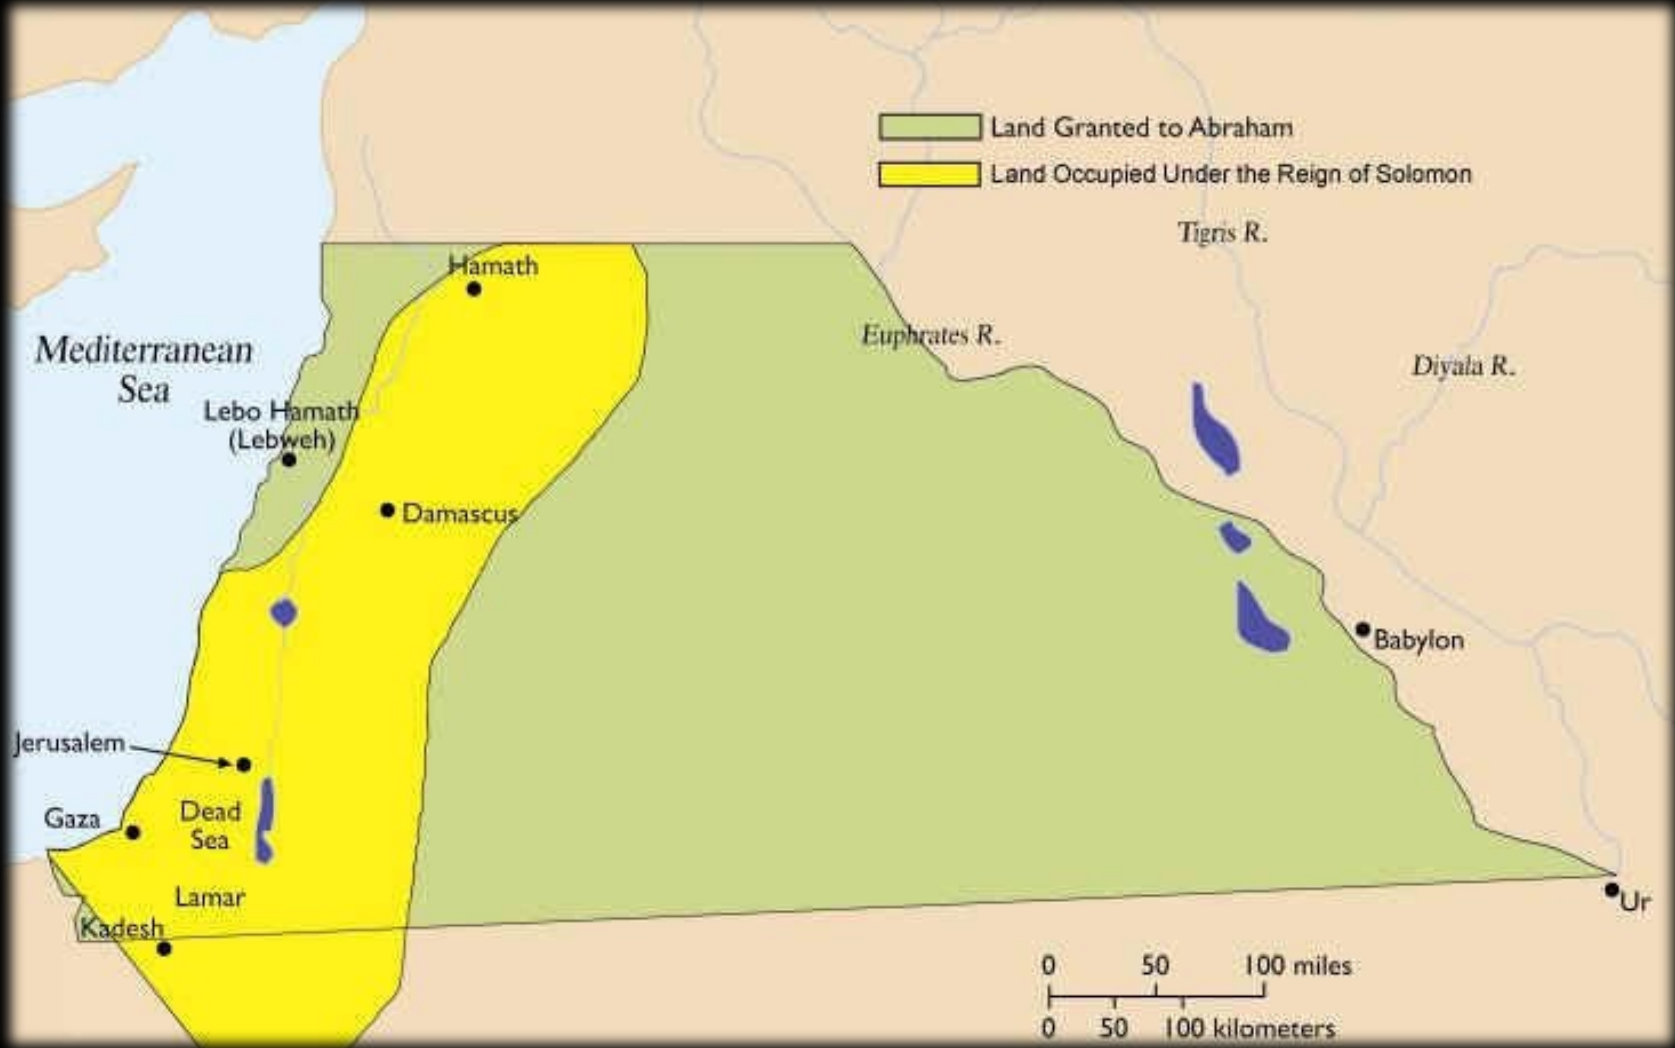 Land Granted to Abraham
Land Occupied Under the Reign of Solomon
Tigris R.
Hamath
Euphrates R.
Mediterranean
Sea
Diyala R.
Lebo Hamath
(Lebweh)
Damascus
Babylon
Jerusalem
Gaza
Dead
Sea
Lamar
Kadesh
Ur
0 50 100 miles
0 50 100 kilometers